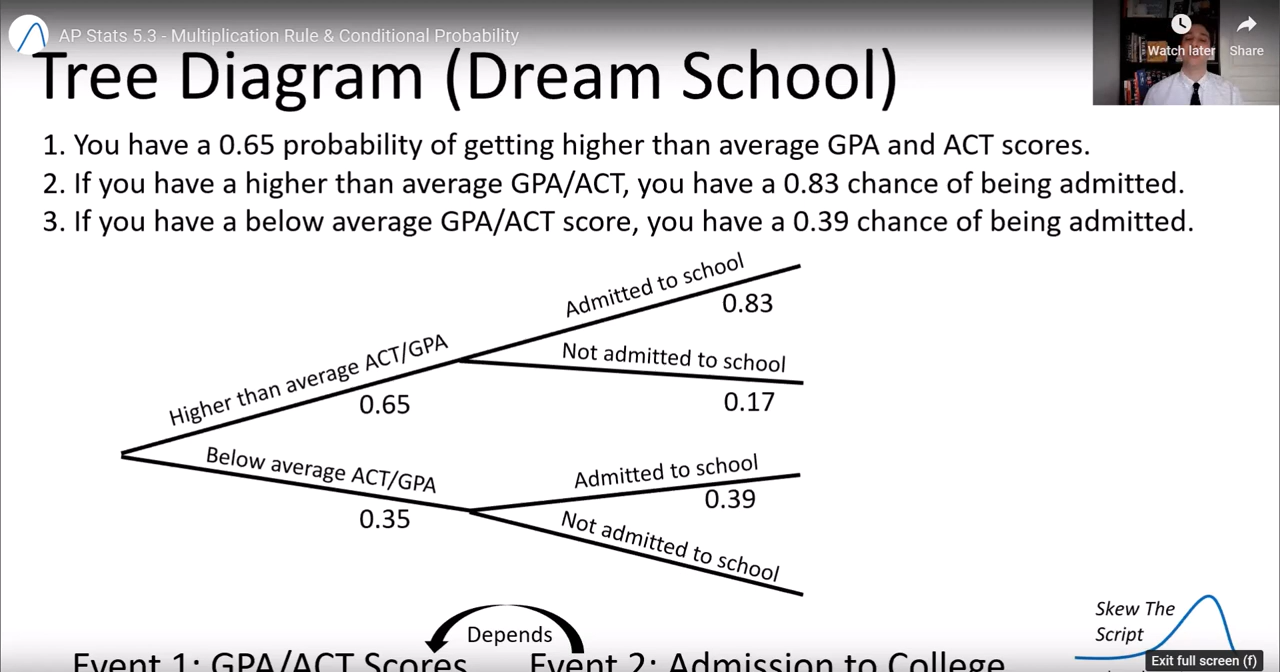 AP Stats 5.3 - Multiplication Rule & Conditional Probability
Watch later
Share
Tree Diagram (Dream School)
1. You have a 0.65 probability of getting higher than average GPA and ACT scores.
2. If you have a higher than average GPA/ACT, you have a 0.83 chance of being admitted.
3. If you have a below average GPA/ACT score, you have a 0.39 chance of being admitted.
Admitted to school
0.83
Higher than average ACT/GPA
0.65
Not admitted to school
0.17
Below average ACT/GPA
0.35
Admitted to school
0.39
Not admitted to school
Depends
Event 1: GPA/ACT Scores
Event 2: Admission to College
Skew The
Script
Exit full screen (f)